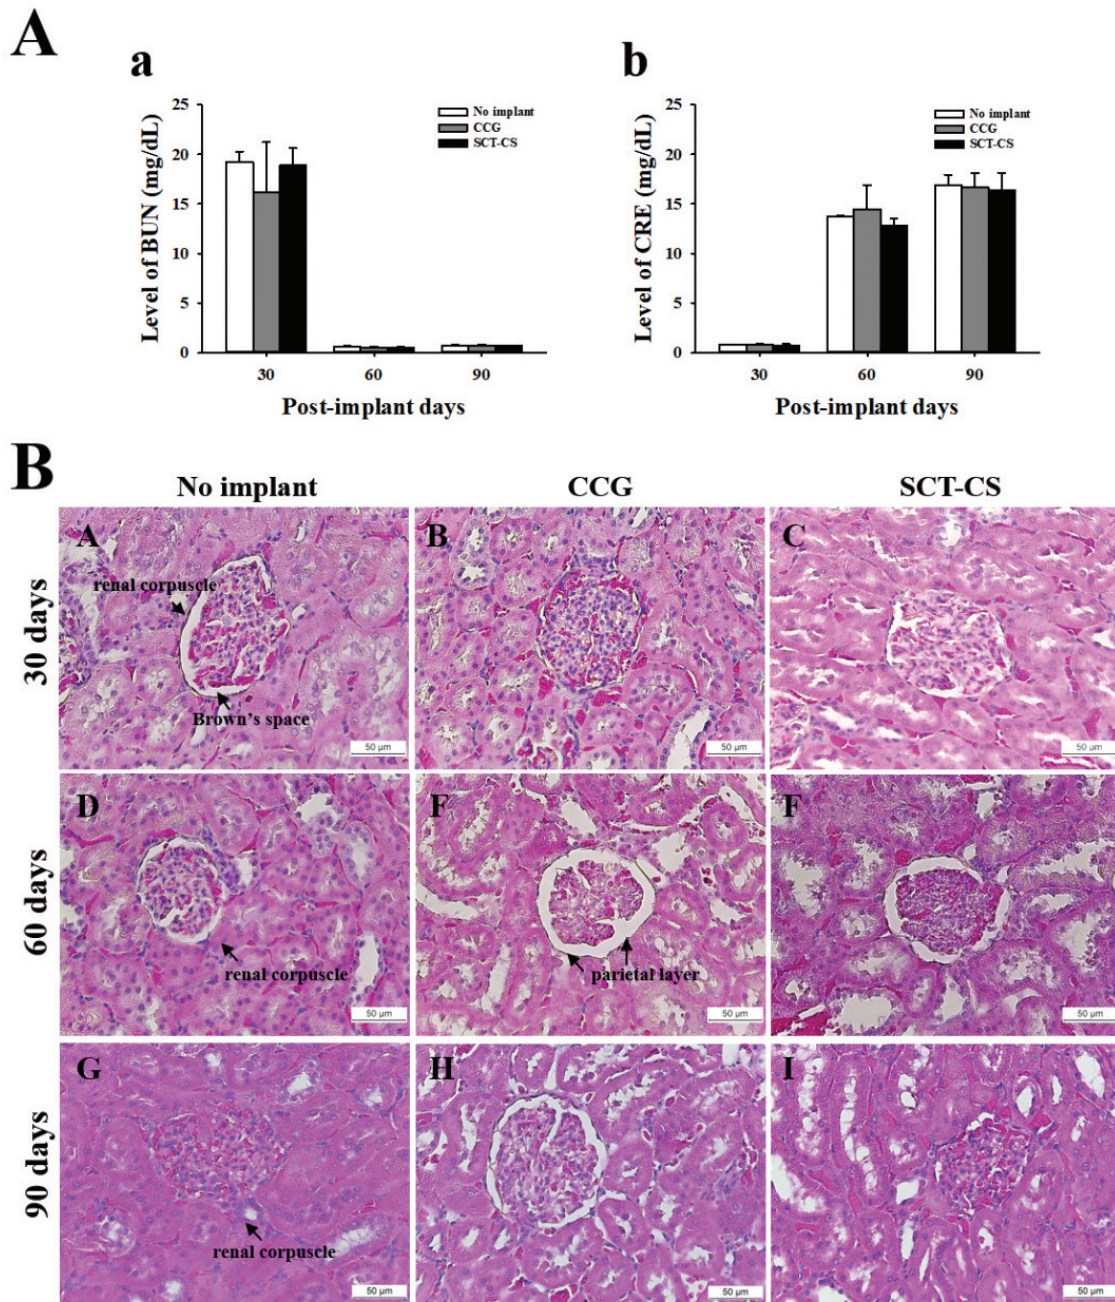 A
a
b
25
20
15
10
5
0
Level of BUN (mg/dL)
No implant
CCG
SCT-CS
30 60 90
Post-implant days
25
20
15
10
5
0
Level of CRE (mg/dL)
No implant
CCG
SCT-CS
30 60 90
Post-implant days
B
No implant CCG SCT-CS
30 days
A
renal corpuscle
Brown's space
50 µm
B
50 µm
C
50 µm
60 days
D
renal corpuscle
50 µm
F
parietal layer
50 µm
F
50 µm
90 days
G
renal corpuscle
50 µm
H
50 µm
I
50 µm